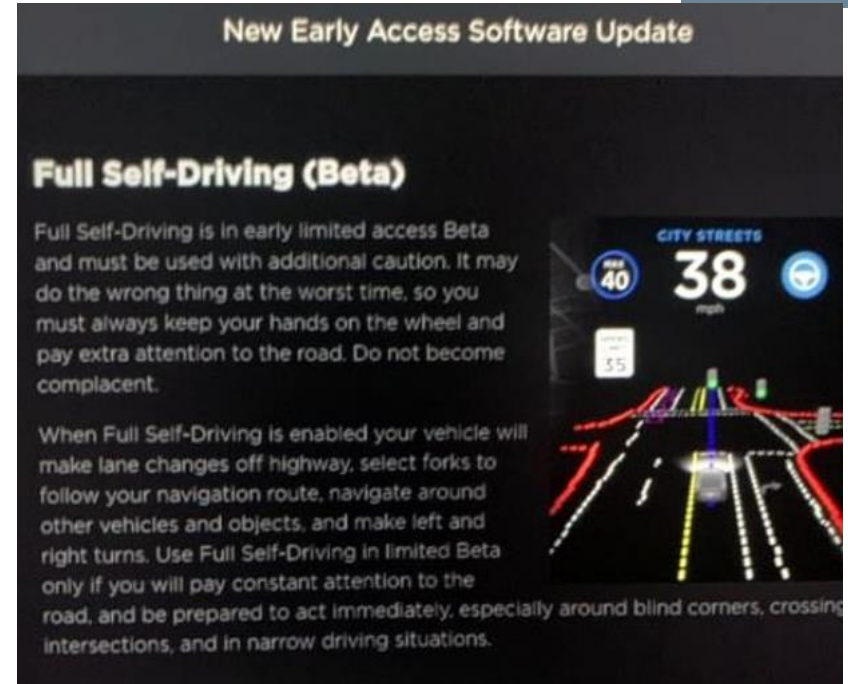 New Early Access Software Update
Full Self-Driving (Beta)
Full Self-Driving is in early limited access Beta
and must be used with additional caution. It may
do the wrong thing at the worst time, so you
must always keep your hands on the wheel and
pay extra attention to the road. Do not become
complacent.
When Full Self-Driving is enabled your vehicle will
make lane changes off highway, select forks to
follow your navigation route, navigate around
other vehicles and objects, and make left and
right turns. Use Full Self-Driving in limited Beta
only if you will pay constant attention to the
road, and be prepared to act immediately, especially around blind corners, crossing
intersections, and in narrow driving situations.
CITY STREETS
MAX
40
38
mph
35